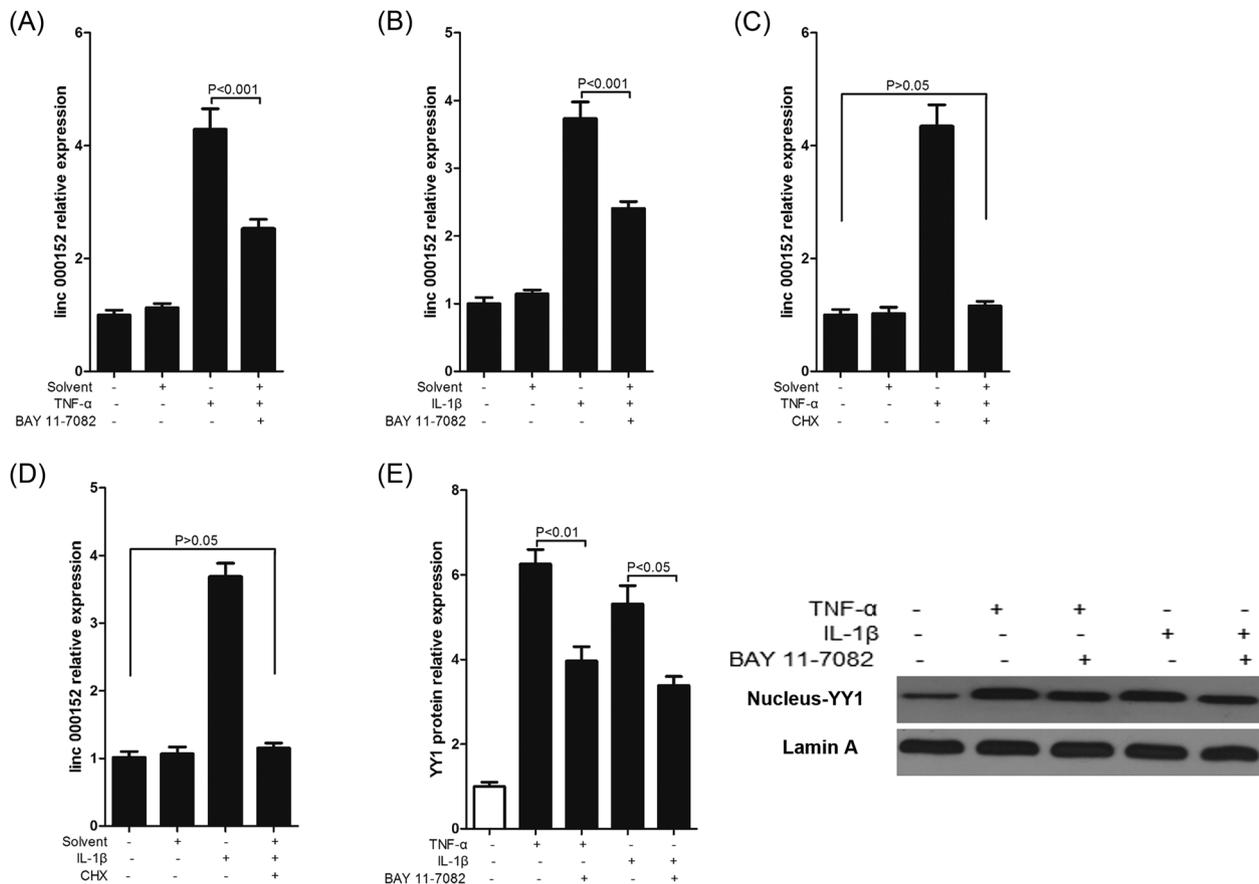 (A)
linc 000152 relative expression
6
4
2
0
P<0.001
Solvent - + - +
TNF-α - - + +
BAY 11-7082 - - - +
(B)
linc 000152 relative expression
5
4
3
2
1
0
P<0.001
Solvent - + - +
IL-1β - - + +
BAY 11-7082 - - - +
(C)
linc 000152 relative expression
6
4
2
0
P>0.05
Solvent - + - +
TNF-α - - + +
CHX - - - +
(D)
linc 000152 relative expression
5
4
3
2
1
0
P>0.05
Solvent - + - +
IL-1β - - + +
CHX - - - +
(E)
YY1 protein relative expression
8
6
4
2
0
P<0.01
P<0.05
TNF-α - + + - -
IL-1β - - - + +
BAY 11-7082 - - + - +
TNF-α - + + - -
IL-1β - - - + +
BAY 11-7082 - - + - +
Nucleus-YY1
Lamin A